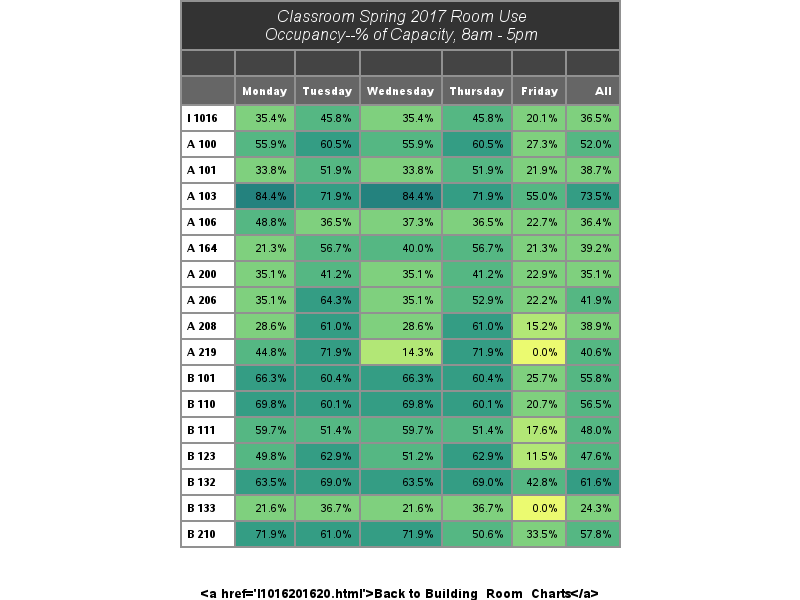 Classroom Spring 2017 Room Use
Occupancy--% of Capacity, 8am - 5pm
Monday Tuesday Wednesday Thursday Friday All
I 1016 35.4% 45.8% 35.4% 45.8% 20.1% 36.5%
A 100 55.9% 60.5% 55.9% 60.5% 27.3% 52.0%
A 101 33.8% 51.9% 33.8% 51.9% 21.9% 38.7%
A 103 84.4% 71.9% 84.4% 71.9% 55.0% 73.5%
A 106 48.8% 36.5% 37.3% 36.5% 22.7% 36.4%
A 164 21.3% 56.7% 40.0% 56.7% 21.3% 39.2%
A 200 35.1% 41.2% 35.1% 41.2% 22.9% 35.1%
A 206 35.1% 64.3% 35.1% 52.9% 22.2% 41.9%
A 208 28.6% 61.0% 28.6% 61.0% 15.2% 38.9%
A 219 44.8% 71.9% 14.3% 71.9% 0.0% 40.6%
B 101 66.3% 60.4% 66.3% 60.4% 25.7% 55.8%
B 110 69.8% 60.1% 69.8% 60.1% 20.7% 56.5%
B 111 59.7% 51.4% 59.7% 51.4% 17.6% 48.0%
B 123 49.8% 62.9% 51.2% 62.9% 11.5% 47.6%
B 132 63.5% 69.0% 63.5% 69.0% 42.8% 61.6%
B 133 21.6% 36.7% 21.6% 36.7% 0.0% 24.3%
B 210 71.9% 61.0% 71.9% 50.6% 33.5% 57.8%
<a href='I1016201620.html'>Back to Building_Room_Charts</a>